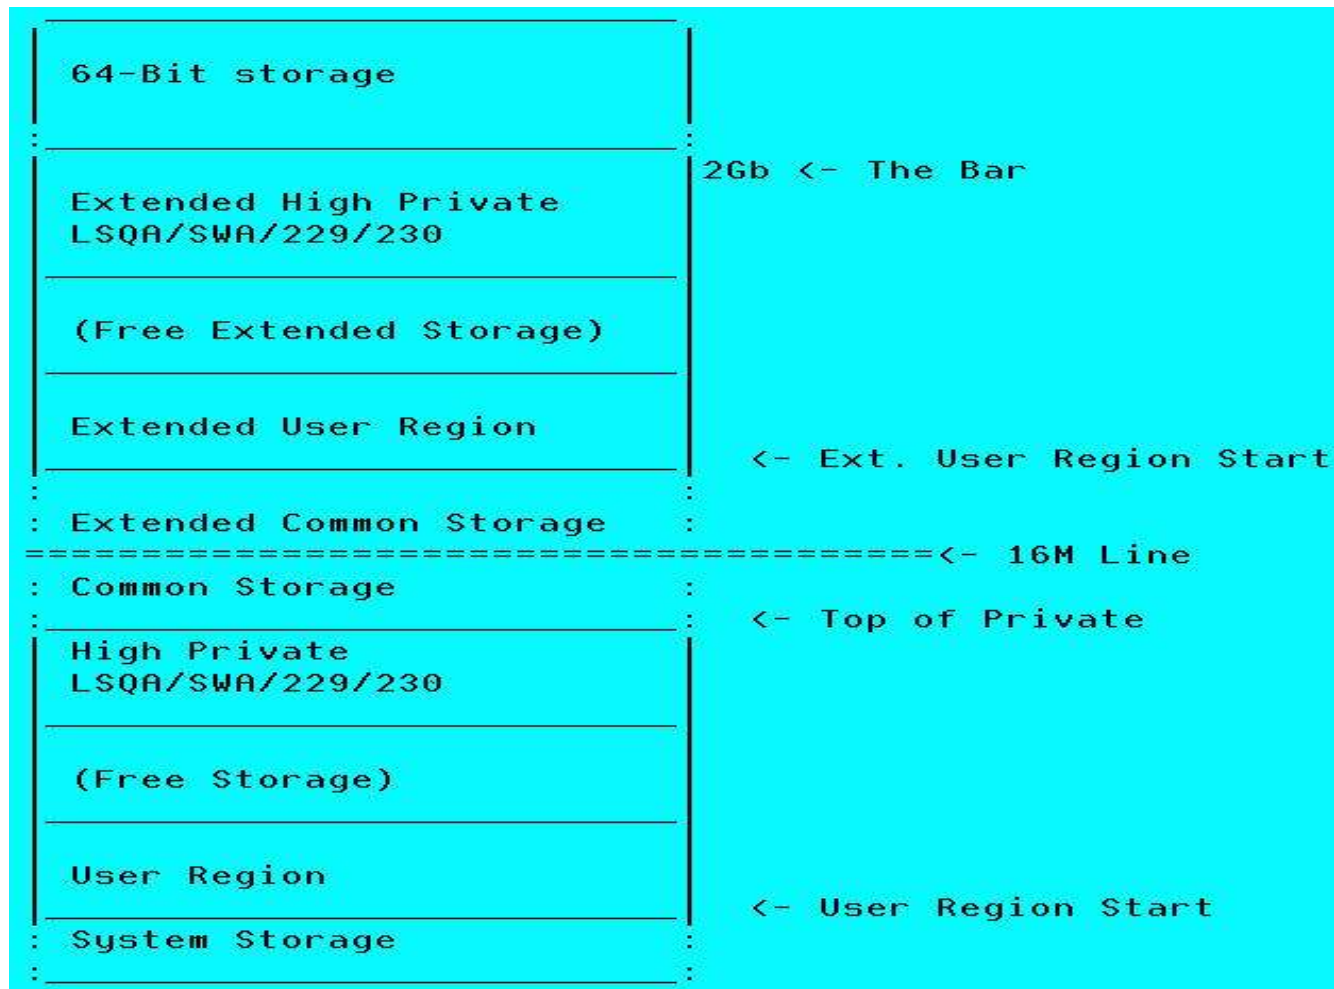 64-Bit storage
2Gb <- The Bar
Extended High Private
LSQA/SWA/229/230
(Free Extended Storage)
Extended User Region
<- Ext. User Region Start
: Extended Common Storage :
=======================================<- 16M Line
: Common Storage :
<- Top of Private
High Private
LSQA/SWA/229/230
(Free Storage)
User Region
<- User Region Start
: System Storage :